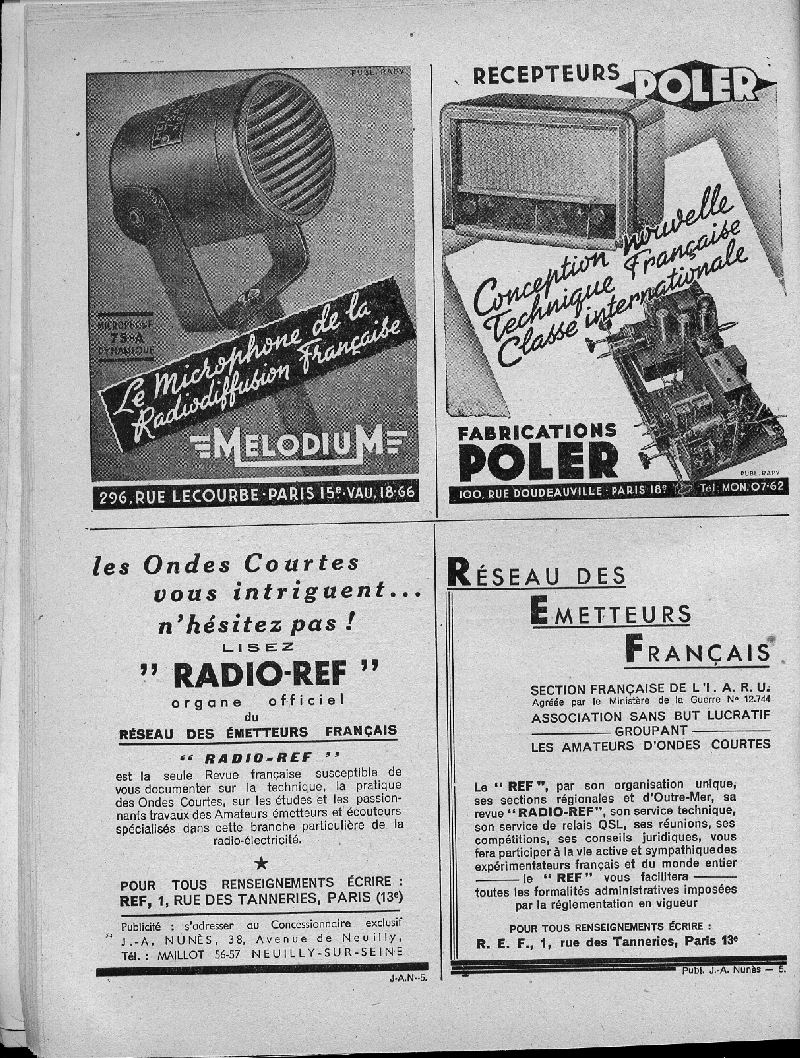 PUBL. RAPY
MICROPHONE
75-A
DYNAMIQUE
Le Microphone de la
Radiodiffusion Française
MELODIUM
296, RUE LECOURBE - PARIS 15e - VAU. 18-66
RECEPTEURS POLER
Conception nouvelle
Technique Française
Classe internationale
FABRICATIONS
POLER
PUBL. RAPY
100, RUE DOUDEAUVILLE - PARIS 18e Tél: MON. 07-62
les Ondes Courtes
vous intriguent...
n'hésitez pas !
LISEZ
" RADIO-REF "
organe officiel
du
RÉSEAU DES ÉMETTEURS FRANÇAIS
" RADIO-REF "
est la seule Revue française susceptible de
vous documenter sur la technique, la pratique
des Ondes Courtes, sur les études et les passion-
nants travaux des Amateurs émetteurs et écouteurs
spécialisés dans cette branche particulière de la
radio-électricité.
★
POUR TOUS RENSEIGNEMENTS ÉCRIRE :
REF, 1, RUE DES TANNERIES, PARIS (13e)
Publicité : s'adresser au Concessionnaire exclusif
J.-A. NUNÈS, 38, Avenue de Neuilly,
Tél. : MAILLOT 56-57 NEUILLY-SUR-SEINE
J.-A.N.-5.
RÉSEAU DES
EMETTEURS
FRANÇAIS
SECTION FRANÇAISE DE L'I. A. R. U.
Agréée par le Ministère de la Guerre No 12.744
ASSOCIATION SANS BUT LUCRATIF
GROUPANT
LES AMATEURS D'ONDES COURTES
Le " REF ", par son organisation unique,
ses sections régionales et d'Outre-Mer, sa
revue "RADIO-REF", son service technique,
son service de relais QSL, ses réunions, ses
compétitions, ses conseils juridiques, vous
fera participer à la vie active et sympathique des
expérimentateurs français et du monde entier
le " REF " vous facilitera
toutes les formalités administratives imposées
par la réglementation en vigueur
POUR TOUS RENSEIGNEMENTS ÉCRIRE :
R. E. F., 1, rue des Tanneries, Paris 13e
Publ. J.-A. Nunès — 5.